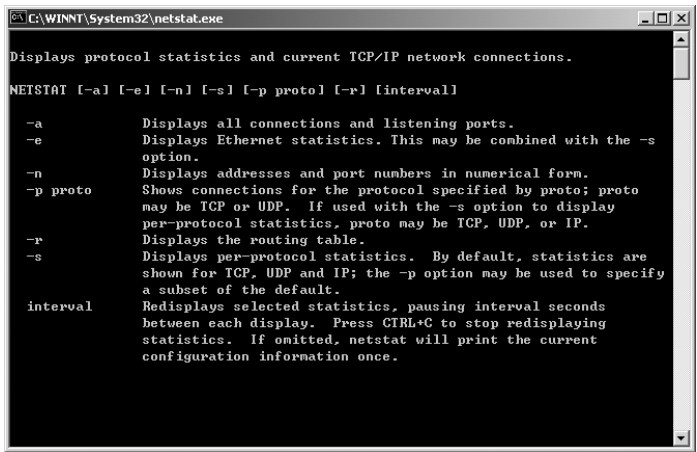 C:\WINNT\System32\netstat.exe
Displays protocol statistics and current TCP/IP network connections.
NETSTAT [-a] [-e] [-n] [-s] [-p proto] [-r] [interval]
-a Displays all connections and listening ports.
-e Displays Ethernet statistics. This may be combined with the -s
option.
-n Displays addresses and port numbers in numerical form.
-p proto Shows connections for the protocol specified by proto; proto
may be TCP or UDP. If used with the -s option to display
per-protocol statistics, proto may be TCP, UDP, or IP.
-r Displays the routing table.
-s Displays per-protocol statistics. By default, statistics are
shown for TCP, UDP and IP; the -p option may be used to specify
a subset of the default.
interval Redisplays selected statistics, pausing interval seconds
between each display. Press CTRL+C to stop redisplaying
statistics. If omitted, netstat will print the current
configuration information once.